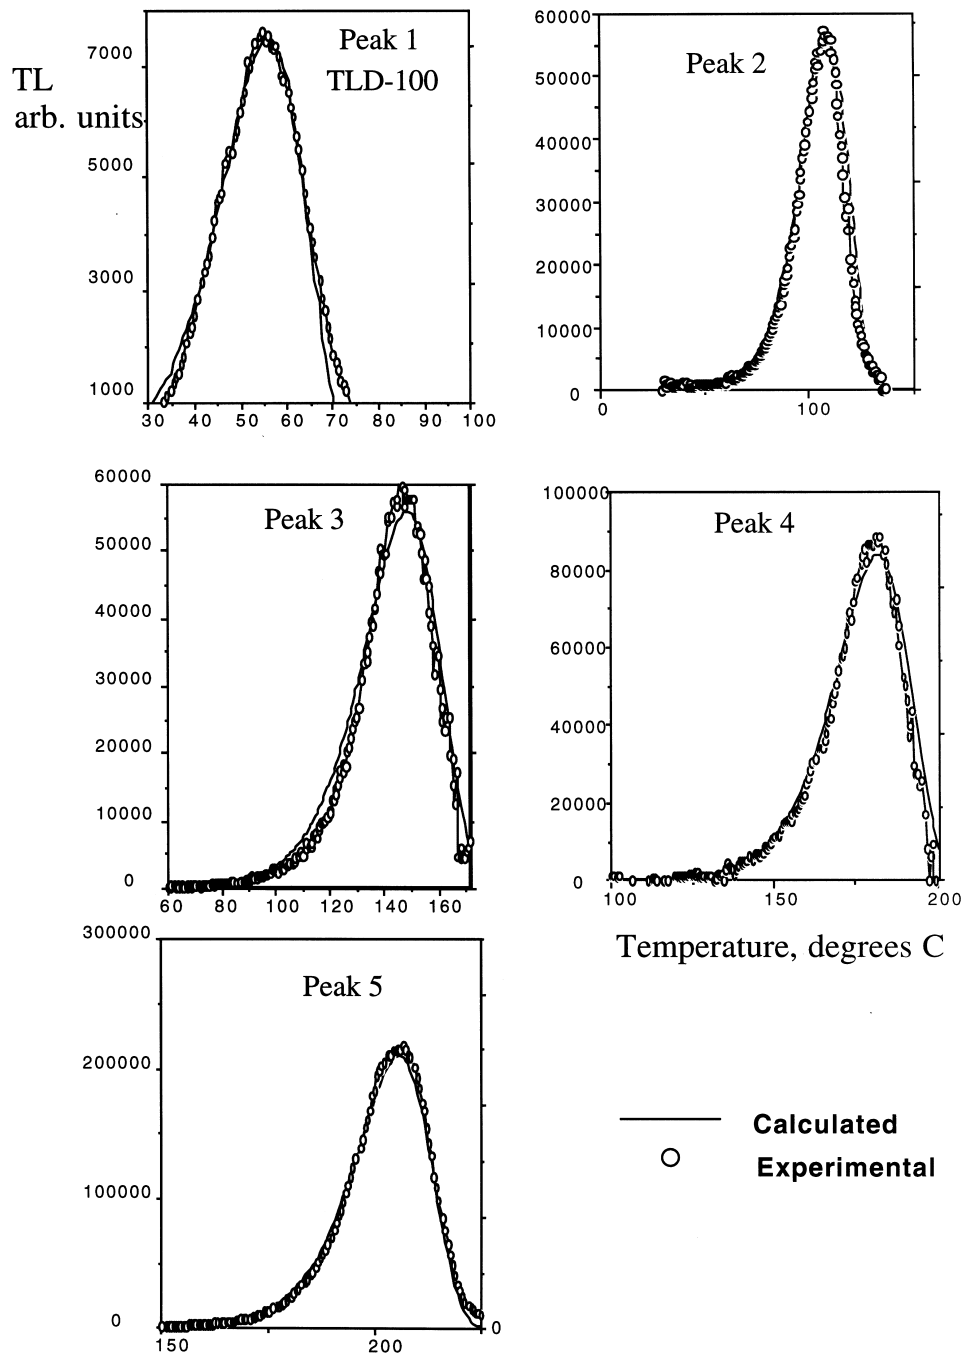 TL
arb. units
Peak 1
TLD-100
7000
5000
3000
1000
30 40 50 60 70 80 90 100
Peak 2
60000
50000
40000
30000
20000
10000
0
0 100
Peak 3
60000
50000
40000
30000
20000
10000
0
60 80 100 120 140 160
Peak 4
100000
80000
60000
40000
20000
0
100 150 200
Temperature, degrees C
Peak 5
300000
200000
100000
0
0
150 200
Calculated
Experimental